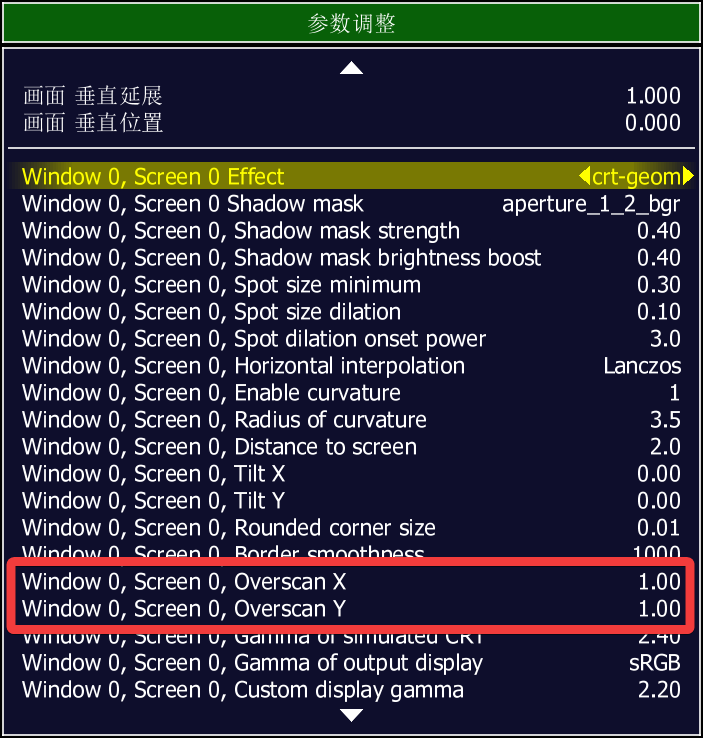 参数调整
画面 垂直延展 1.000
画面 垂直位置 0.000
Window 0, Screen 0 Effect crt-geom
Window 0, Screen 0 Shadow mask aperture_1_2_bgr
Window 0, Screen 0, Shadow mask strength 0.40
Window 0, Screen 0, Shadow mask brightness boost 0.40
Window 0, Screen 0, Spot size minimum 0.30
Window 0, Screen 0, Spot size dilation 0.10
Window 0, Screen 0, Spot dilation onset power 3.0
Window 0, Screen 0, Horizontal interpolation Lanczos
Window 0, Screen 0, Enable curvature 1
Window 0, Screen 0, Radius of curvature 3.5
Window 0, Screen 0, Distance to screen 2.0
Window 0, Screen 0, Tilt X 0.00
Window 0, Screen 0, Tilt Y 0.00
Window 0, Screen 0, Rounded corner size 0.01
Window 0, Screen 0, Border smoothness 1000
Window 0, Screen 0, Overscan X 1.00
Window 0, Screen 0, Overscan Y 1.00
Window 0, Screen 0, Gamma of simulated CRT 2.40
Window 0, Screen 0, Gamma of output display sRGB
Window 0, Screen 0, Custom display gamma 2.20